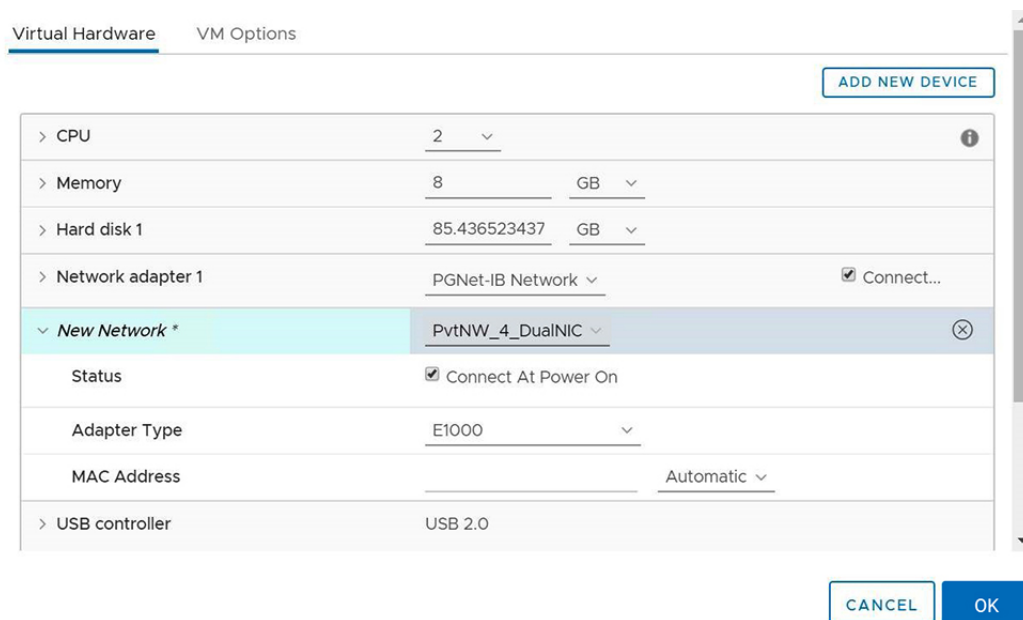 Virtual Hardware VM Options
ADD NEW DEVICE
CPU 2
Memory 8 GB
Hard disk 1 85.436523437 GB
Network adapter 1 PGNet-IB Network Connect...
New Network * PvtNW_4_DualNIC
Status Connect At Power On
Adapter Type E1000
MAC Address Automatic
USB controller USB 2.0
CANCEL OK